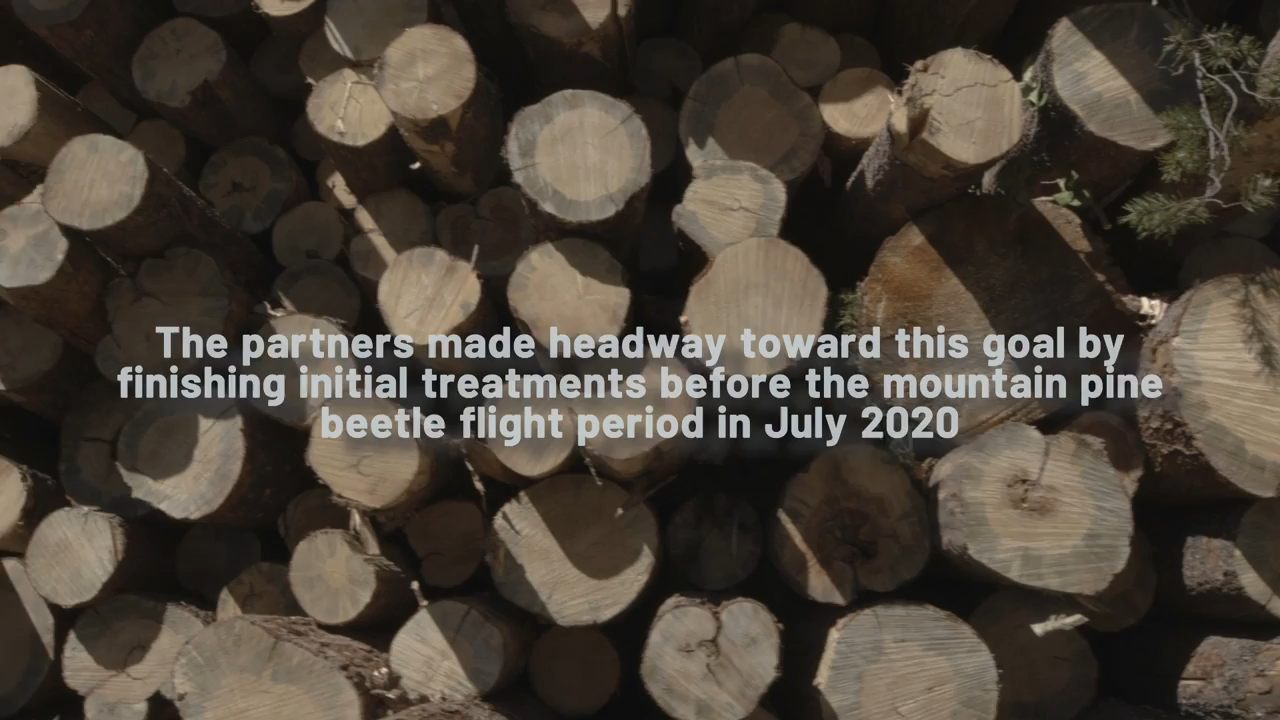 The partners made headway toward this goal by
finishing initial treatments before the mountain pine
beetle flight period in July 2020